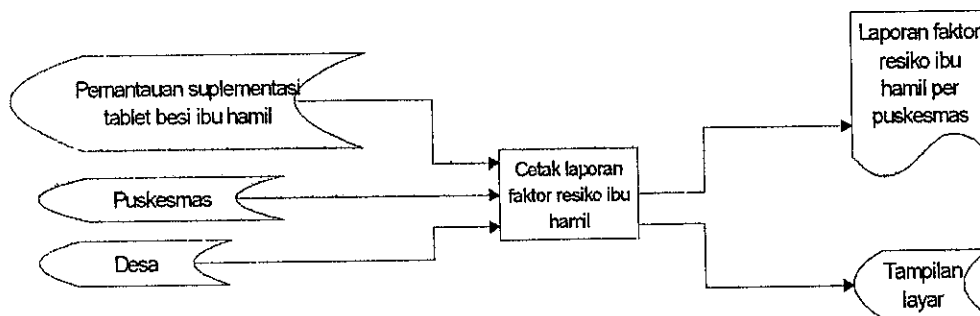 Pemantauan suplementasi
tablet besi ibu hamil
Puskesmas
Desa
Cetak laporan
faktor resiko ibu
hamil
Laporan faktor
resiko ibu
hamil per
puskesmas
Tampilan
layar